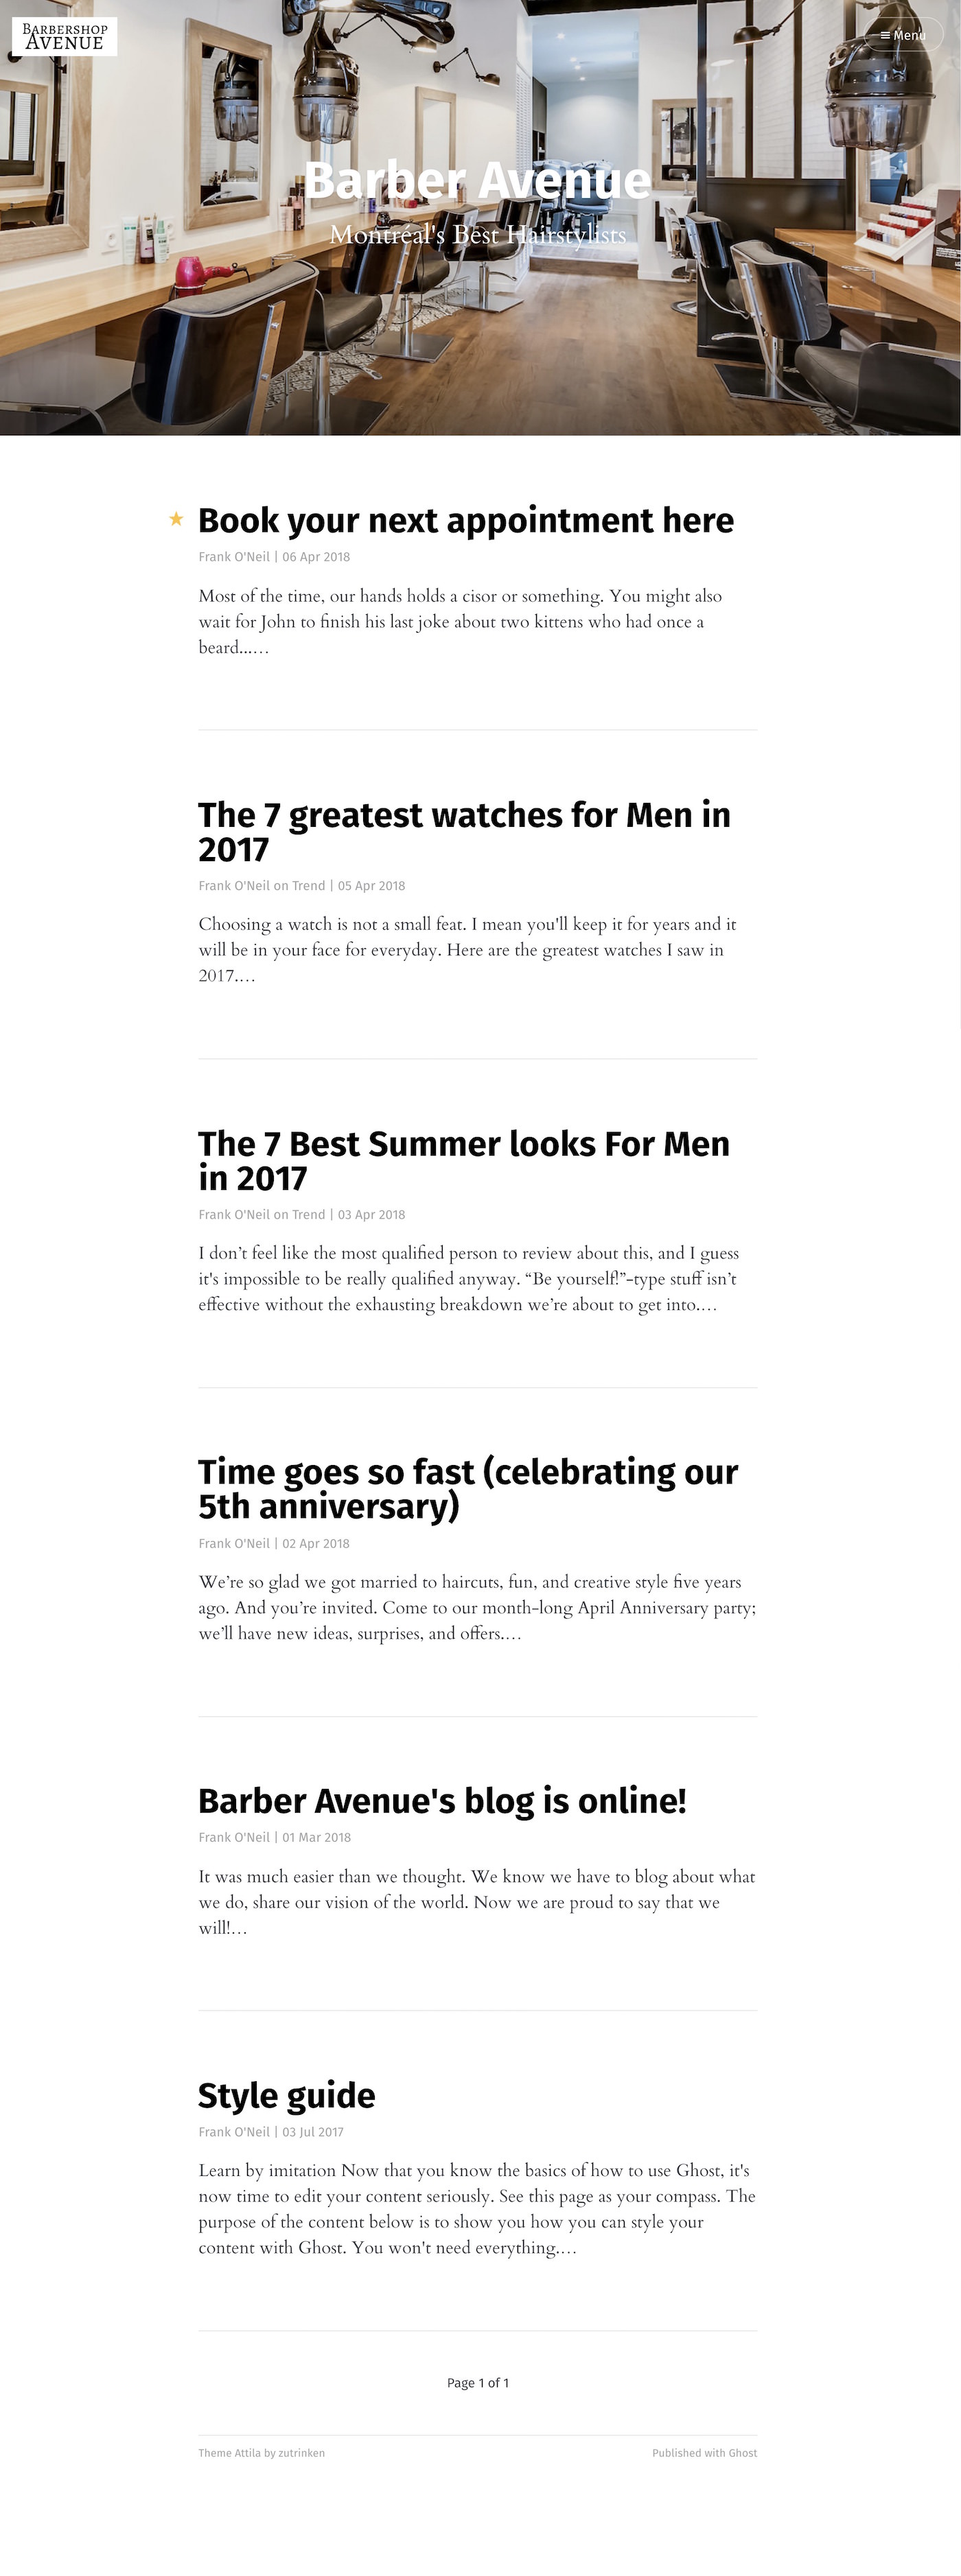 BARBERSHOP
AVENUE
Menu
Barber Avenue
Montréal's Best Hairstylists
Book your next appointment here
Frank O'Neil | 06 Apr 2018
Most of the time, our hands holds a cisor or something. You might also
wait for John to finish his last joke about two kittens who had once a
beard...…
The 7 greatest watches for Men in
2017
Frank O'Neil on Trend | 05 Apr 2018
Choosing a watch is not a small feat. I mean you'll keep it for years and it
will be in your face for everyday. Here are the greatest watches I saw in
2017.…
The 7 Best Summer looks For Men
in 2017
Frank O'Neil on Trend | 03 Apr 2018
I don’t feel like the most qualified person to review about this, and I guess
it's impossible to be really qualified anyway. “Be yourself!”-type stuff isn’t
effective without the exhausting breakdown we’re about to get into.…
Time goes so fast (celebrating our
5th anniversary)
Frank O'Neil | 02 Apr 2018
We’re so glad we got married to haircuts, fun, and creative style five years
ago. And you’re invited. Come to our month-long April Anniversary party;
we’ll have new ideas, surprises, and offers.…
Barber Avenue's blog is online!
Frank O'Neil | 01 Mar 2018
It was much easier than we thought. We know we have to blog about what
we do, share our vision of the world. Now we are proud to say that we
will!…
Style guide
Frank O'Neil | 03 Jul 2017
Learn by imitation Now that you know the basics of how to use Ghost, it's
now time to edit your content seriously. See this page as your compass. The
purpose of the content below is to show you how you can style your
content with Ghost. You won't need everything.…
Page 1 of 1
Theme Attila by zutrinken
Published with Ghost